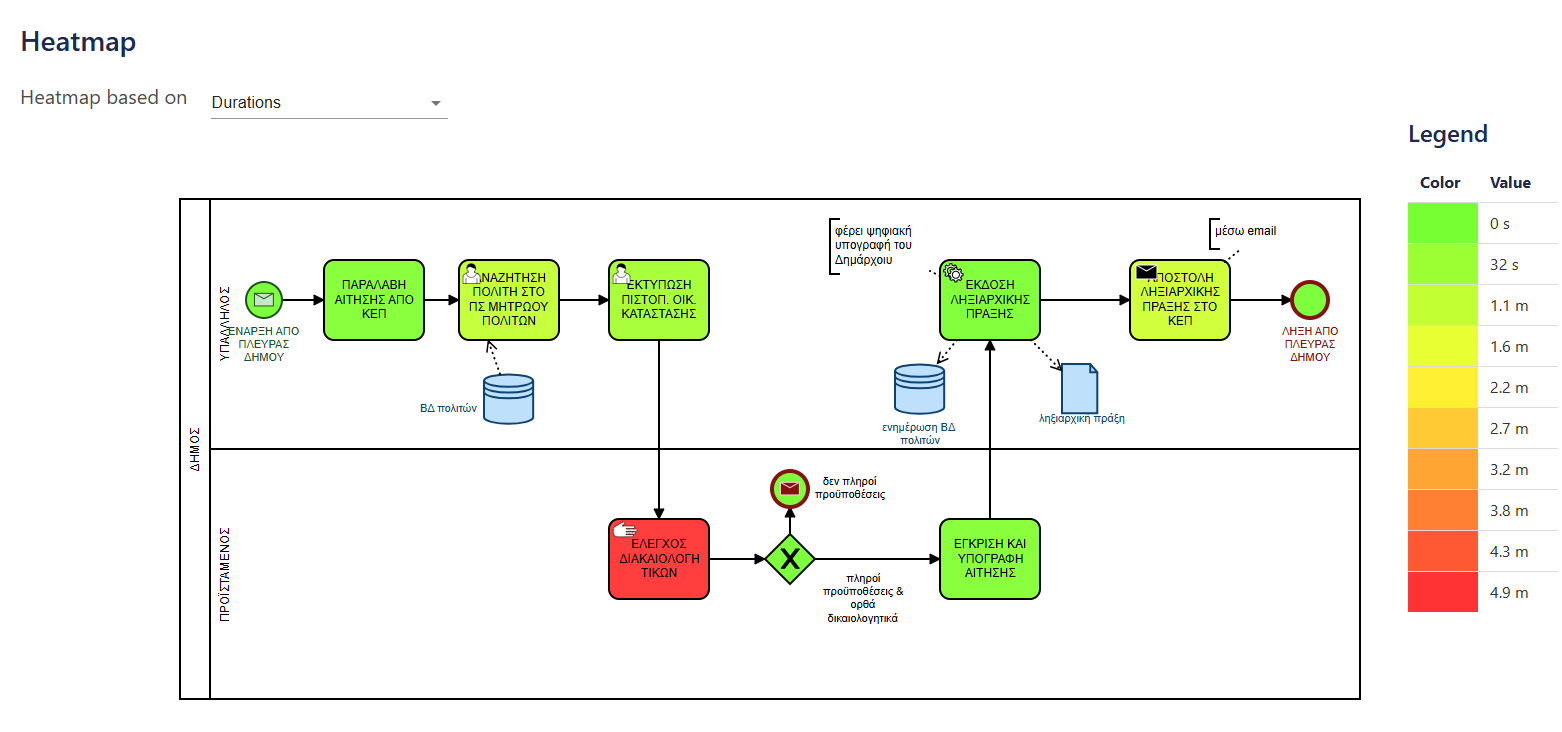 Heatmap
Heatmap based on
Durations
Legend
Color Value
0 s
32 s
1.1 m
1.6 m
2.2 m
2.7 m
3.2 m
3.8 m
4.3 m
4.9 m
ΔΗΜΟΣ
ΥΠΑΛΛΗΛΟΣ
ΕΝΑΡΞΗ ΑΠΟ
ΠΛΕΥΡΑΣ
ΔΗΜΟΥ
ΠΑΡΑΛΑΒΗ
ΑΙΤΗΣΗΣ ΑΠΟ
ΚΕΠ
ΝΑΖΗΤΗΣΗ
ΠΟΛΙΤΗ ΣΤΟ
ΠΣ ΜΗΤΡΩΟΥ
ΠΟΛΙΤΩΝ
ΒΔ πολιτών
ΕΚΤΥΠΩΣΗ
ΠΙΣΤΟΠ. ΟΙΚ.
ΚΑΤΑΣΤΑΣΗΣ
φέρει ψηφιακή
υπογραφή του
Δημάρχοιυ
ΕΚΔΟΣΗ
ΛΗΞΙΑΡΧΙΚΗΣ
ΠΡΑΞΗΣ
ενημέρωση ΒΔ
πολιτών
ληξιαρχική πράξη
μέσω email
ΑΠΟΣΤΟΛΗ
ΛΗΞΙΑΡΧΙΚΗΣ
ΠΡΑΞΗΣ ΣΤΟ
ΚΕΠ
ΛΗΞΗ ΑΠΟ
ΠΛΕΥΡΑΣ
ΔΗΜΟΥ
ΠΡΟΪΣΤΑΜΕΝΟΣ
ΕΛΕΓΧΟΣ
ΔΙΑΚΑΙΟΛΟΓΗ
ΤΙΚΩΝ
δεν πληροί
προϋποθέσεις
πληροί
προϋποθέσεις &
ορθά
δικαιολογητικά
ΕΓΚΡΙΣΗ ΚΑΙ
ΥΠΟΓΡΑΦΗ
ΑΙΤΗΣΗΣ